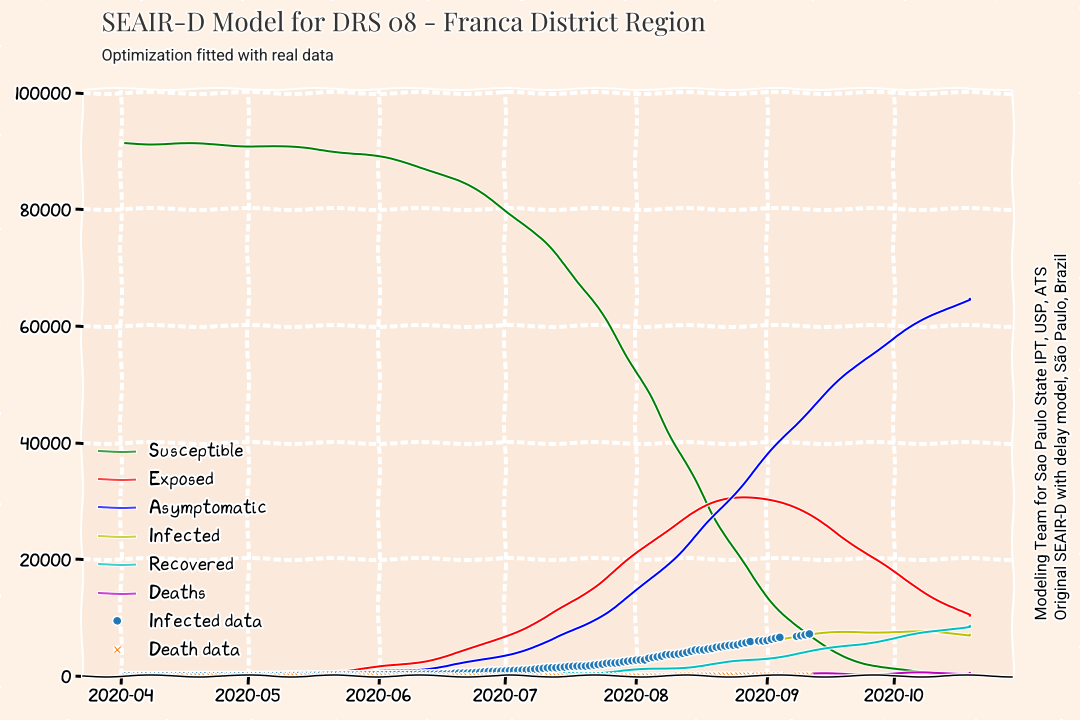 SEAIR-D Model for DRS 08 - Franca District Region
Optimization fitted with real data
100000
80000
60000
40000
20000
0
Susceptible
Exposed
Asymptomatic
Infected
Recovered
Deaths
Infected data
Death data
2020-04 2020-05 2020-06 2020-07 2020-08 2020-09 2020-10
Modeling Team for Sao Paulo State IPT, USP, ATS
Original SEAIR-D with delay model, São Paulo, Brazil